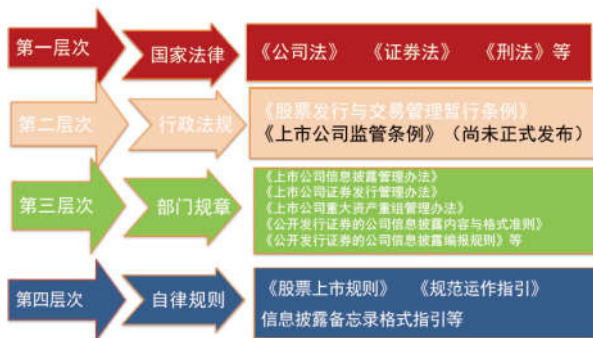 第一层次 国家法律 《公司法》 《证券法》 《刑法》等
第二层次 行政法规
《股票发行与交易管理暂行条例》
《上市公司监管条例》（尚未正式发布）
第三层次 部门规章
《上市公司信息披露管理办法》
《上市公司证券发行管理办法》
《上市公司重大资产重组管理办法》
《公开发行证券的公司信息披露内容与格式准则》
《公开发行证券的公司信息披露编报规则》等
第四层次 自律规则
《股票上市规则》 《规范运作指引》
信息披露备忘录格式指引等